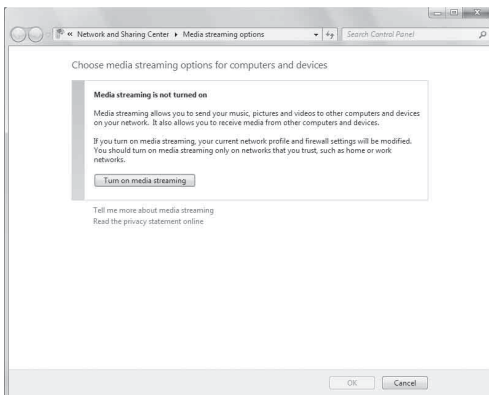 « Network and Sharing Center ▸ Media streaming options
Search Control Panel
Choose media streaming options for computers and devices
Media streaming is not turned on
Media streaming allows you to send your music, pictures and videos to other computers and devices
on your network. It also allows you to receive media from other computers and devices.
If you turn on media streaming, your current network profile and firewall settings will be modified.
You should turn on media streaming only on networks that you trust, such as home or work
networks.
Turn on media streaming
Tell me more about media streaming
Read the privacy statement online
OK
Cancel